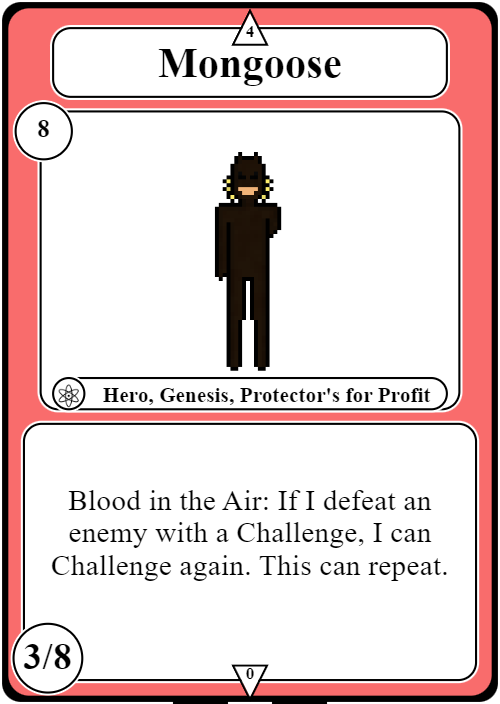 4
Mongoose
8
Hero, Genesis, Protector's for Profit
Blood in the Air: If I defeat an
enemy with a Challenge, I can
Challenge again. This can repeat.
3/8
0